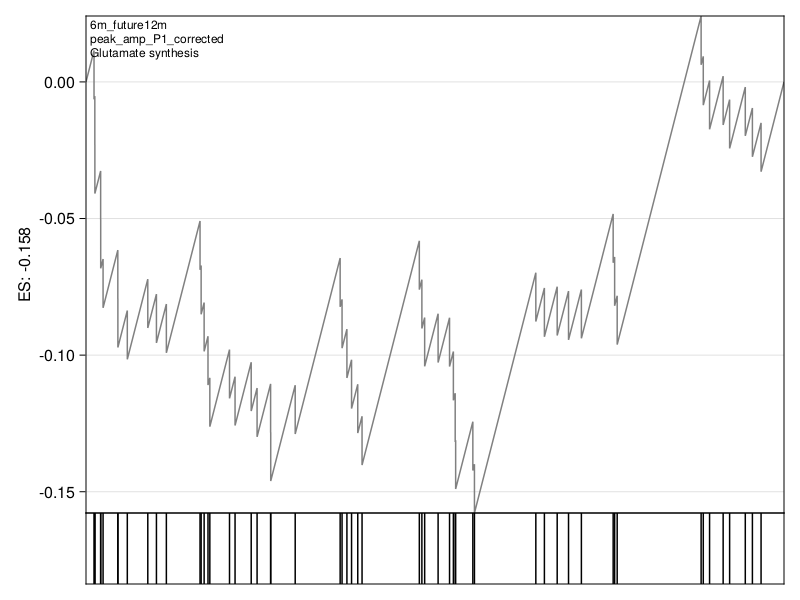 6m_future12m
peak_amp_P1_corrected
Glutamate synthesis
0.00
-0.05
-0.10
-0.15
ES: -0.158